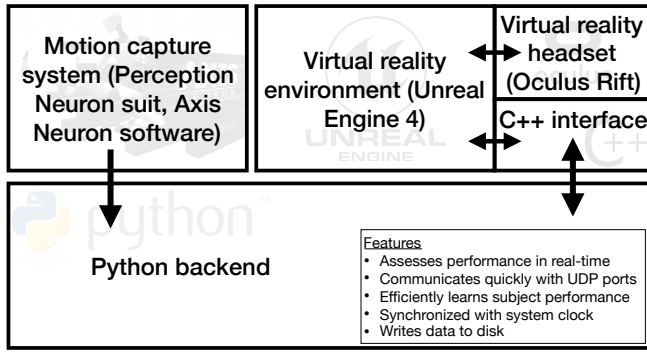 Motion capture
system (Perception
Neuron suit, Axis
Neuron software)
Virtual reality
environment (Unreal
Engine 4)
UNREAL
ENGINE
Virtual reality
headset
(Oculus Rift)
oculus
C++ interface
C++
python™
Python backend
Features
• Assesses performance in real-time
• Communicates quickly with UDP ports
• Efficiently learns subject performance
• Synchronized with system clock
• Writes data to disk